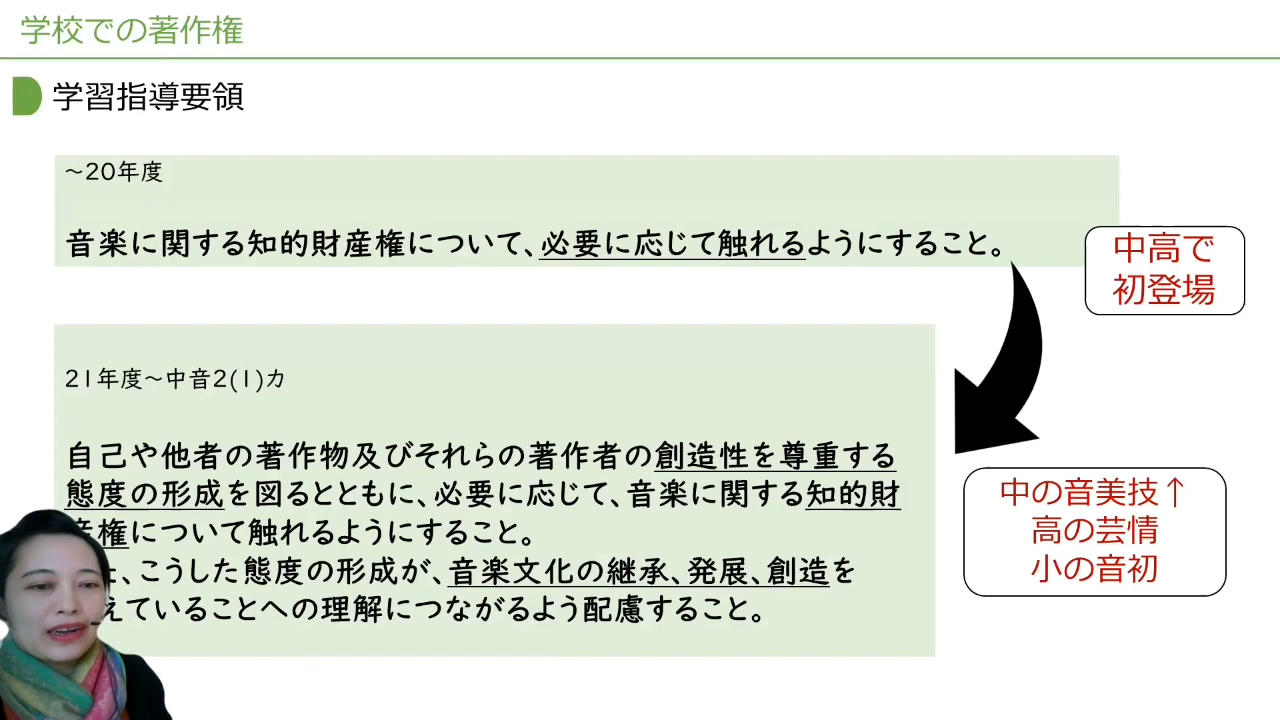 学校での著作権
学習指導要領
～20年度
音楽に関する知的財産権について、必要に応じて触れるようにすること。
中高で
初登場
21年度～中音2(1)カ
自己や他者の著作物及びそれらの著作者の創造性を尊重する
態度の形成を図るとともに、必要に応じて、音楽に関する知的財
産権について触れるようにすること。
、こうした態度の形成が、音楽文化の継承、発展、創造を
えていることへの理解につながるよう配慮すること。
中の音美技↑
高の芸情
小の音初